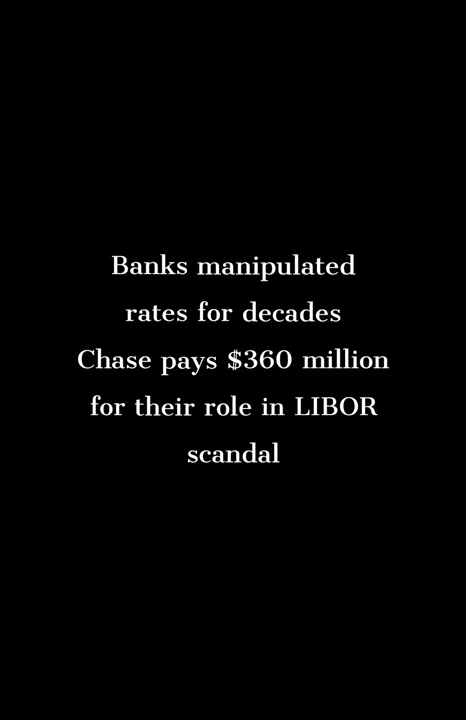 Banks manipulated
rates for decades
Chase pays $360 million
for their role in LIBOR
scandal